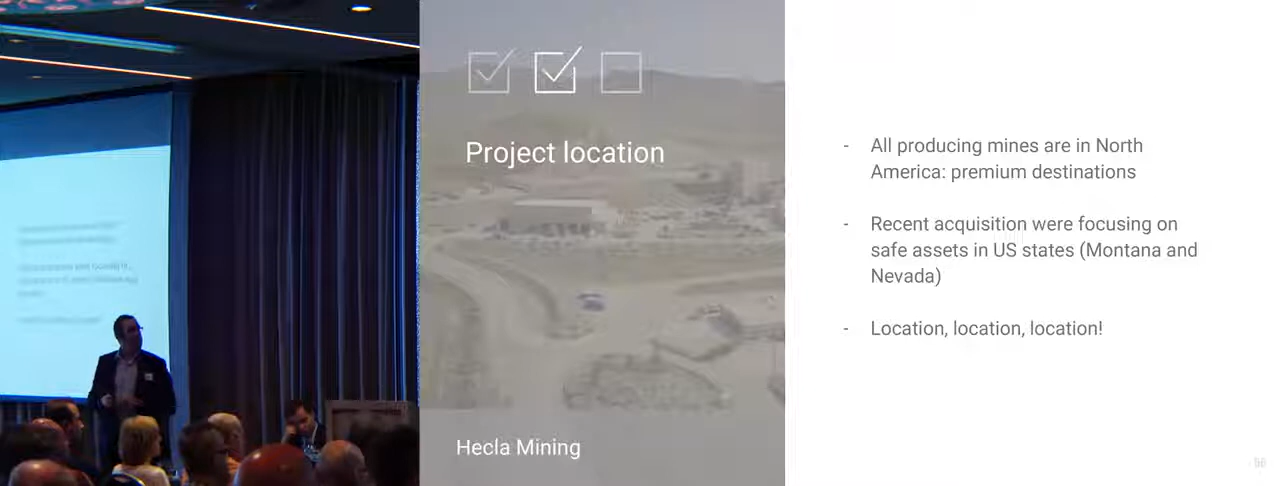 Project location
Hecla Mining
- All producing mines are in North
America: premium destinations
- Recent acquisition were focusing on
safe assets in US states (Montana and
Nevada)
- Location, location, location!